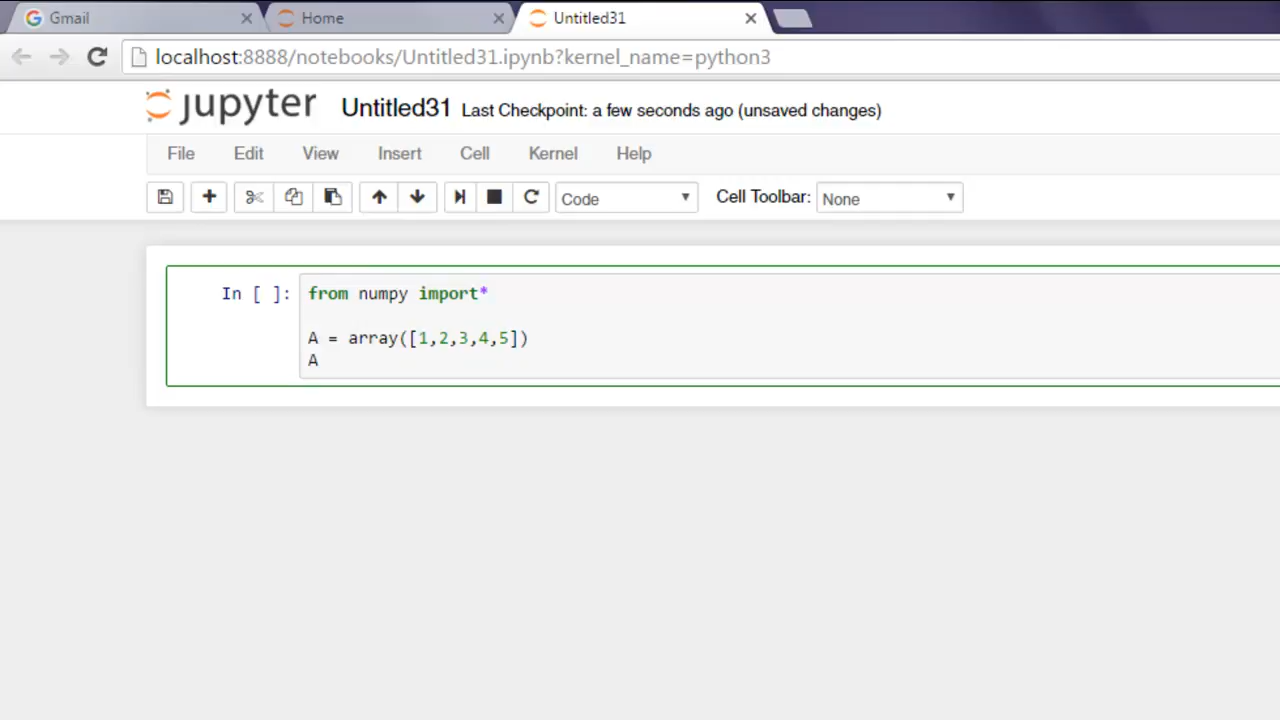 Gmail
Home
Untitled31
localhost:8888/notebooks/Untitled31.ipynb?kernel_name=python3
jupyter Untitled31 Last Checkpoint: a few seconds ago (unsaved changes)
File Edit View Insert Cell Kernel Help
Code Cell Toolbar: None
In [ ]: from numpy import*
A = array([1,2,3,4,5])
A